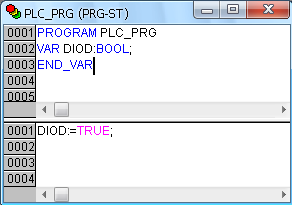 PLC_PRG (PRG-ST)
0001 PROGRAM PLC_PRG
0002 VAR DIOD:BOOL;
0003 END_VAR
0004
0005
0001 DIOD:=TRUE;
0002
0003
0004